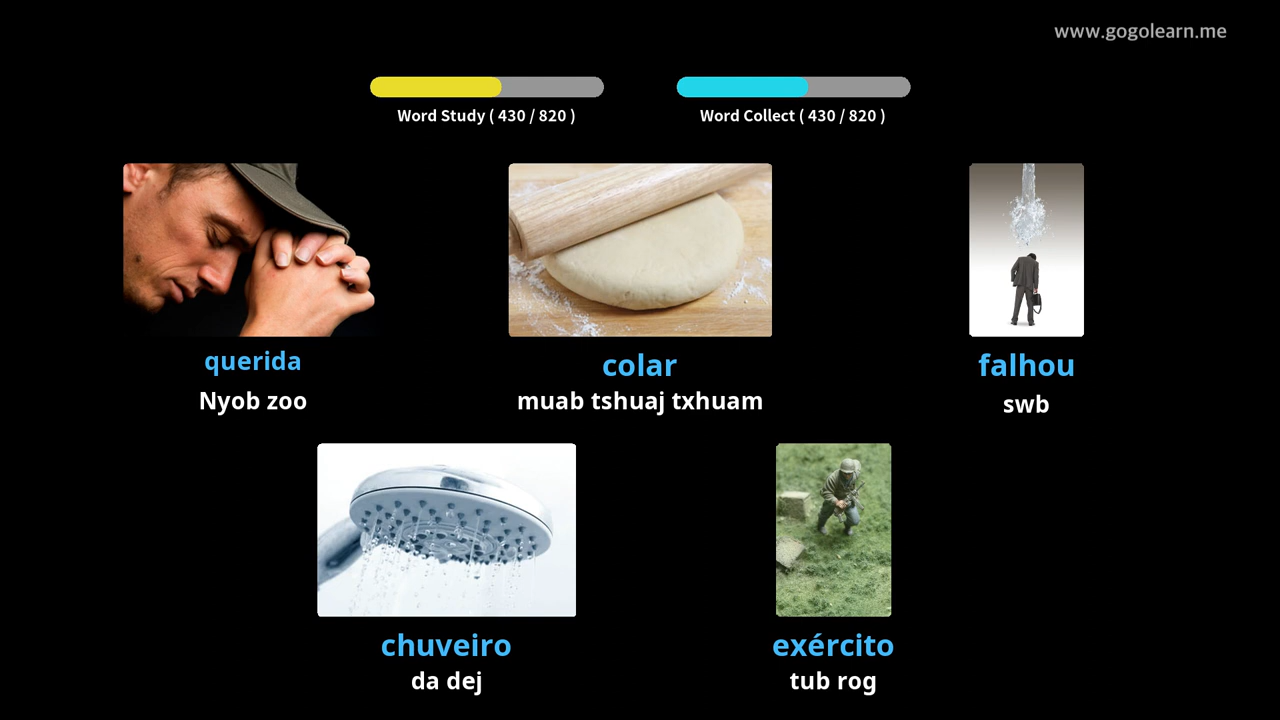 www.gogolearn.me
Word Study ( 430 / 820 )
Word Collect ( 430 / 820 )
querida
Nyob zoo
colar
muab tshuaj txhuam
falhou
swb
chuveiro
da dej
exército
tub rog